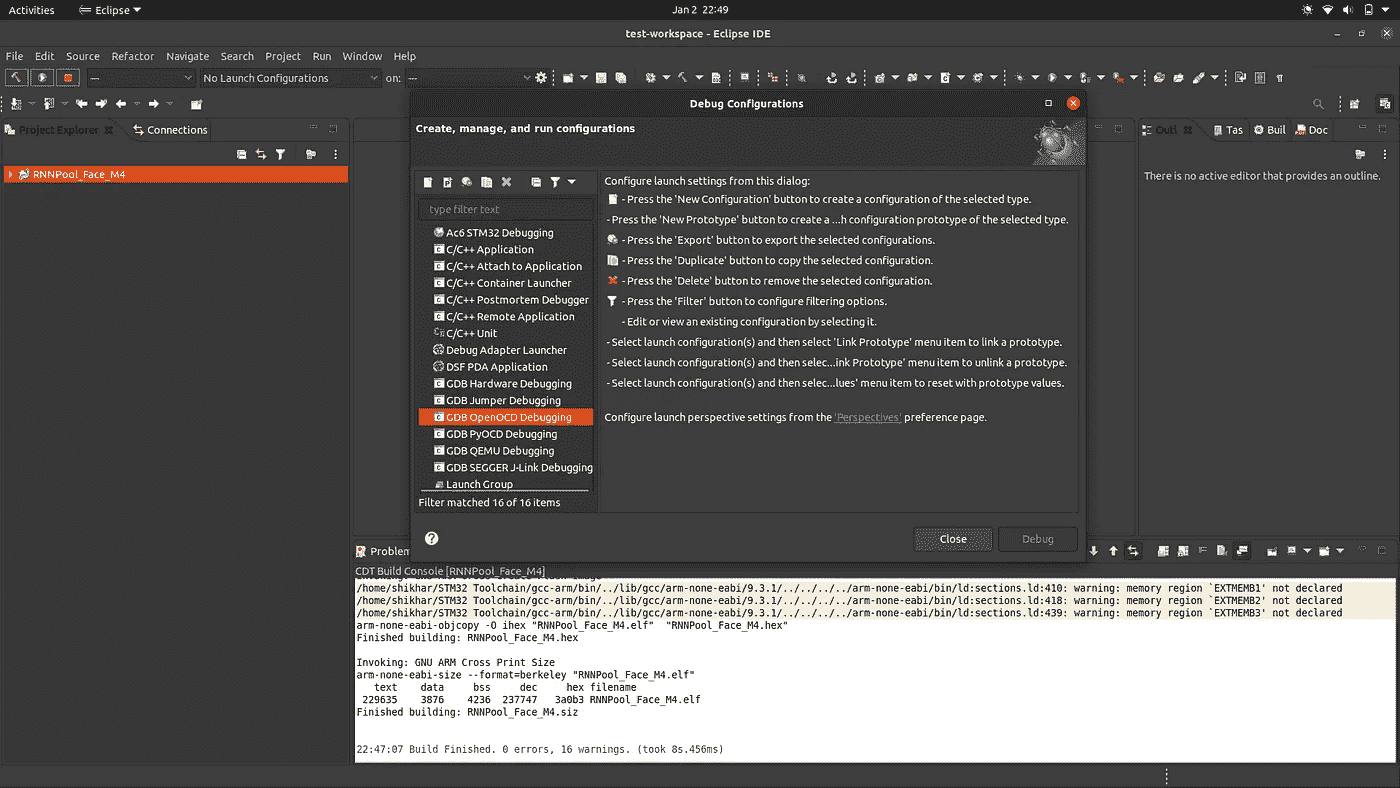 Activities
Eclipse
Jan 2 22:49
test-workspace - Eclipse IDE
File Edit Source Refactor Navigate Search Project Run Window Help
---
No Launch Configurations
on: ---
Project Explorer
Connections
RNNPool_Face_M4
Debug Configurations
Create, manage, and run configurations
type filter text
Ac6 STM32 Debugging
C/C++ Application
C/C++ Attach to Application
C/C++ Container Launcher
C/C++ Postmortem Debugger
C/C++ Remote Application
C/C++ Unit
Debug Adapter Launcher
DSF PDA Application
GDB Hardware Debugging
GDB Jumper Debugging
GDB OpenOCD Debugging
GDB PyOCD Debugging
GDB QEMU Debugging
GDB SEGGER J-Link Debugging
Launch Group
Filter matched 16 of 16 items
Configure launch settings from this dialog:
- Press the 'New Configuration' button to create a configuration of the selected type.
- Press the 'New Prototype' button to create a ...h configuration prototype of the selected type.
- Press the 'Export' button to export the selected configurations.
- Press the 'Duplicate' button to copy the selected configuration.
- Press the 'Delete' button to remove the selected configuration.
- Press the 'Filter' button to configure filtering options.
- Edit or view an existing configuration by selecting it.
- Select launch configuration(s) and then select 'Link Prototype' menu item to link a prototype.
- Select launch configuration(s) and then selec...ink Prototype' menu item to unlink a prototype.
- Select launch configuration(s) and then selec...lues' menu item to reset with prototype values.
Configure launch perspective settings from the 'Perspectives' preference page.
Close
Debug
Outl
Tas
Buil
Doc
There is no active editor that provides an outline.
Problem
CDT Build Console [RNNPool_Face_M4]
/home/shikhar/STM32 Toolchain/gcc-arm/bin/../lib/gcc/arm-none-eabi/9.3.1/../../../../arm-none-eabi/bin/ld:sections.ld:410: warning: memory region `EXTMEMB1' not declared
/home/shikhar/STM32 Toolchain/gcc-arm/bin/../lib/gcc/arm-none-eabi/9.3.1/../../../../arm-none-eabi/bin/ld:sections.ld:418: warning: memory region `EXTMEMB2' not declared
/home/shikhar/STM32 Toolchain/gcc-arm/bin/../lib/gcc/arm-none-eabi/9.3.1/../../../../arm-none-eabi/bin/ld:sections.ld:439: warning: memory region `EXTMEMB3' not declared
arm-none-eabi-objcopy -O ihex "RNNPool_Face_M4.elf" "RNNPool_Face_M4.hex"
Finished building: RNNPool_Face_M4.hex
Invoking: GNU ARM Cross Print Size
arm-none-eabi-size --format=berkeley "RNNPool_Face_M4.elf"
text data bss dec hex filename
229635 3876 4236 237747 3a0b3 RNNPool_Face_M4.elf
Finished building: RNNPool_Face_M4.siz
22:47:07 Build Finished. 0 errors, 16 warnings. (took 8s.456ms)